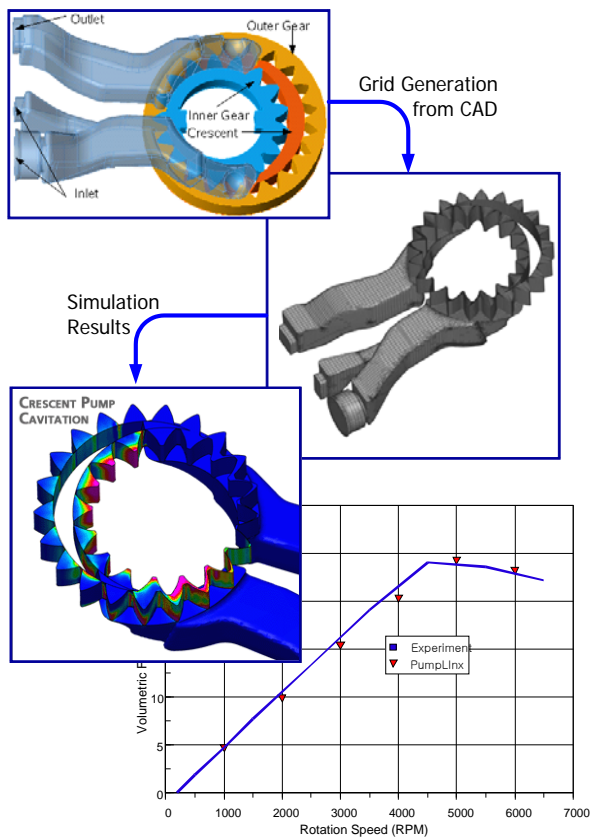 Outlet
Outer Gear
Inner Gear
Crescent
Inlet
Grid Generation
from CAD
Simulation
Results
CRESCENT PUMP
CAVITATION
Experiment
PumpLInx
Volumetric
10
5
0
0 1000 2000 3000 4000 5000 6000 7000
Rotation Speed (RPM)